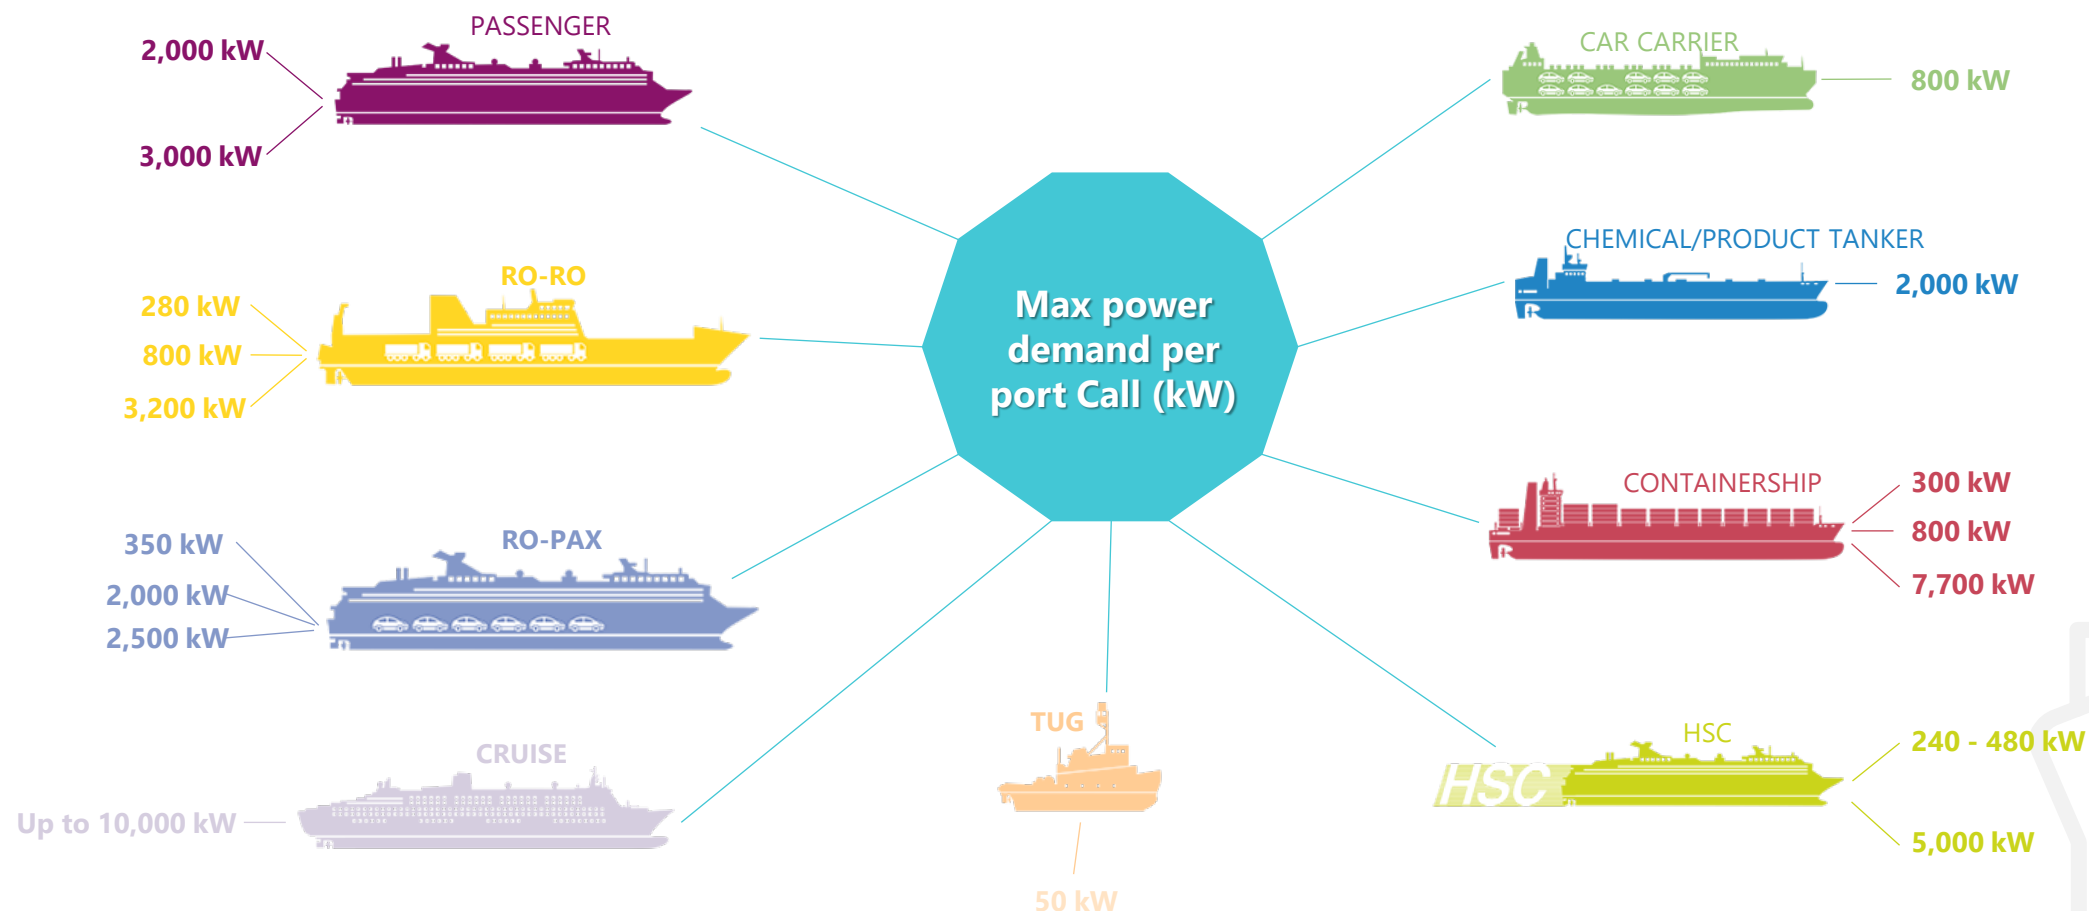 PASSENGER
2,000 kW
3,000 kW
RO-RO
280 kW
800 kW
3,200 kW
RO-PAX
350 kW
2,000 kW
2,500 kW
CRUISE
Up to 10,000 kW
Max power
demand per
port Call (kW)
TUG
50 kW
CAR CARRIER
800 kW
CHEMICAL/PRODUCT TANKER
2,000 kW
CONTAINERSHIP
300 kW
800 kW
7,700 kW
HSC
HSC
240 - 480 kW
5,000 kW